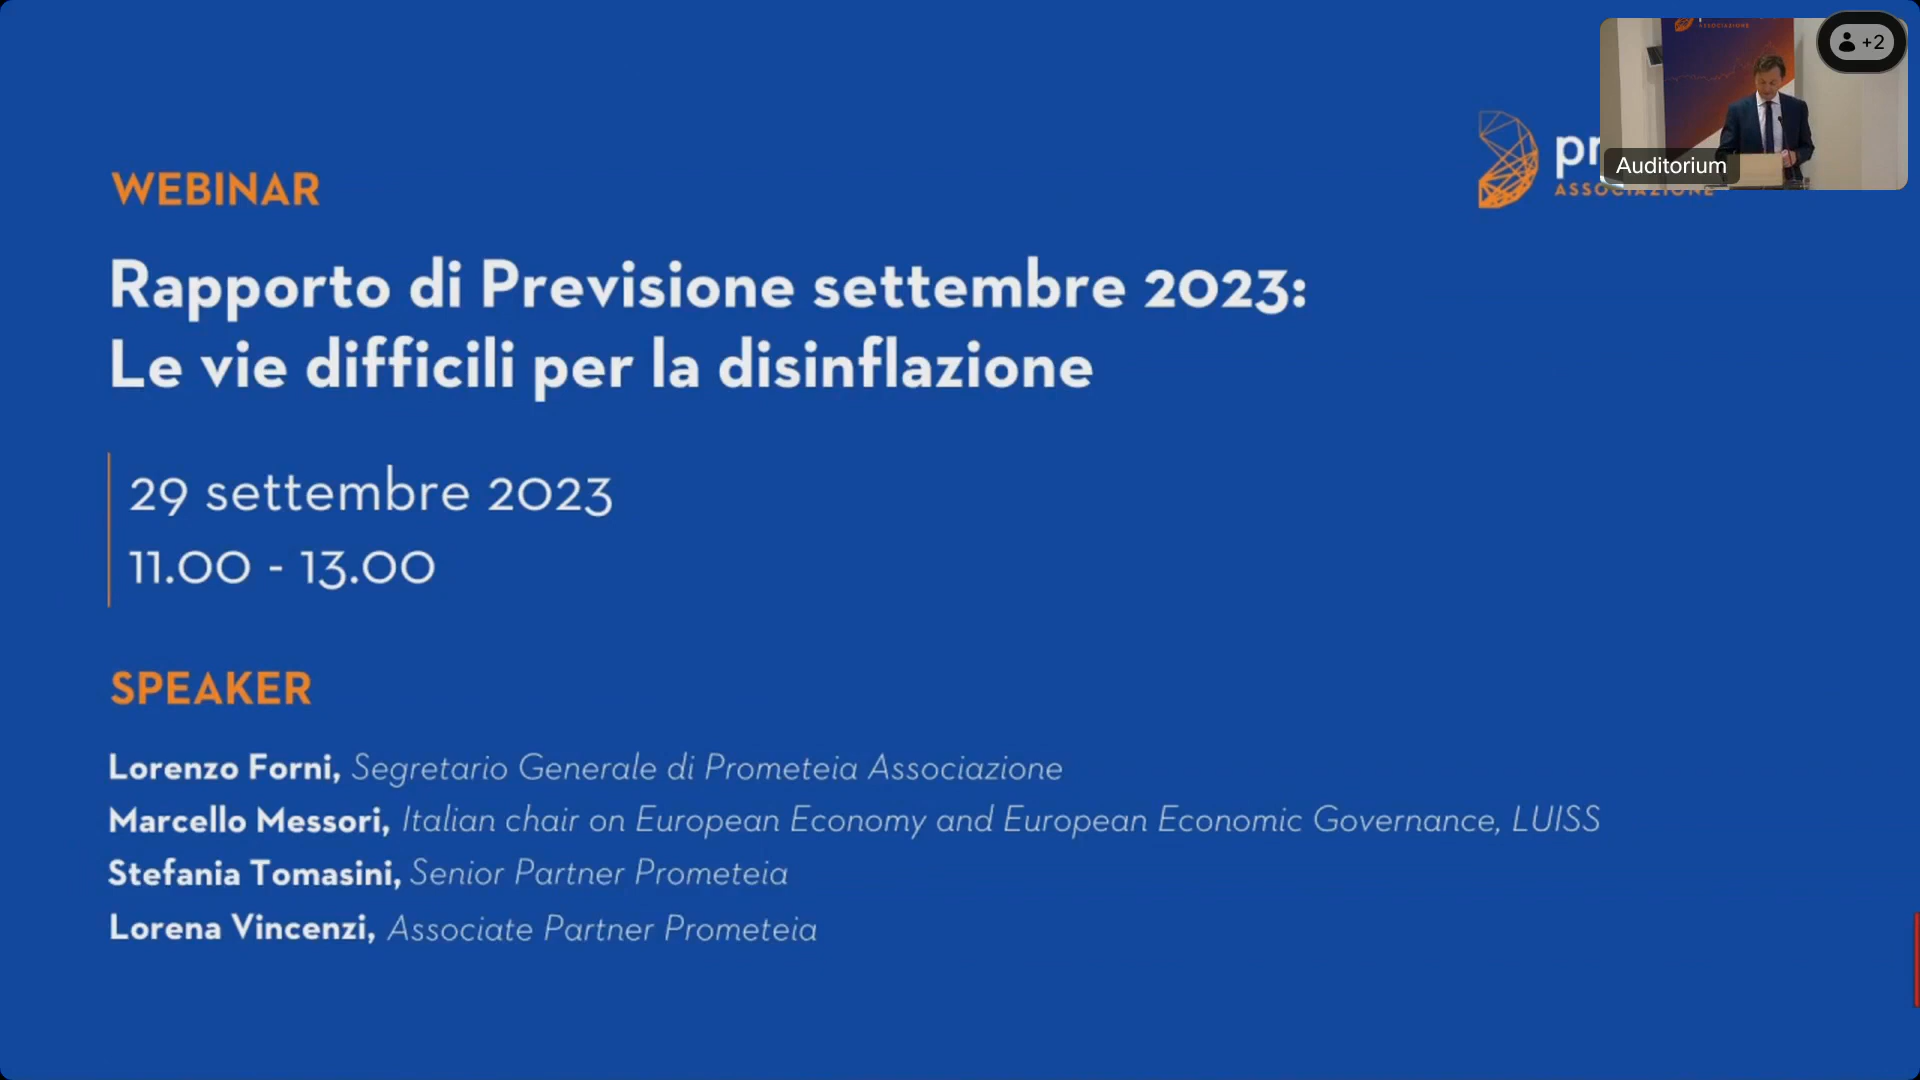 WEBINAR
Rapporto di Previsione settembre 2023:
Le vie difficili per la disinflazione
29 settembre 2023
11.00 - 13.00
SPEAKER
Lorenzo Forni, Segretario Generale di Prometeia Associazione
Marcello Messori, Italian chair on European Economy and European Economic Governance, LUISS
Stefania Tomasini, Senior Partner Prometeia
Lorena Vincenzi, Associate Partner Prometeia
ASSOCIAZIONE
+2
Auditorium